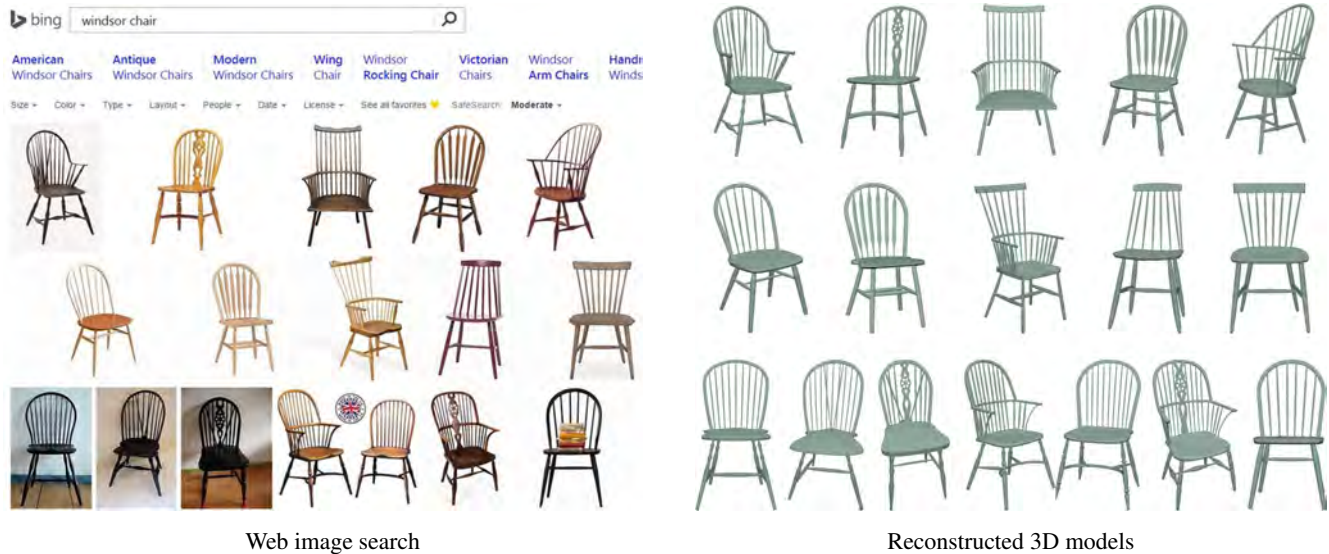 bing windsor chair
American Antique Modern Wing Windsor Victorian Windsor Hand
Windsor Chairs Windsor Chairs Windsor Chairs Chair Rocking Chair Chairs Arm Chairs Winds
Size Color Type Layout People Date License See all favorites SafeSearch: Moderate
Web image search Reconstructed 3D models